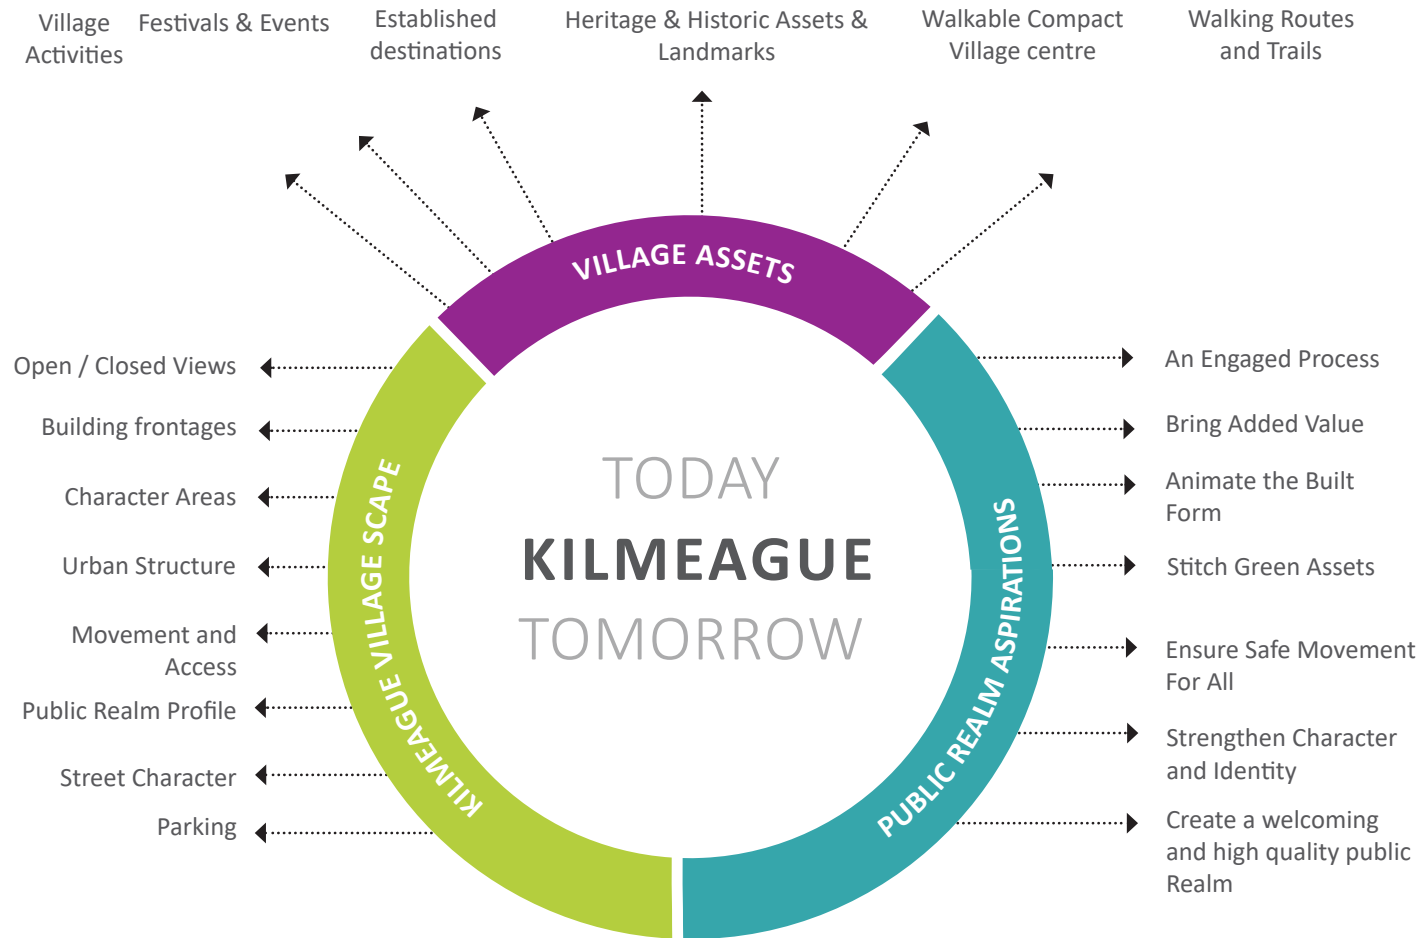 Village
Activities
Festivals & Events
Established
destinations
Heritage & Historic Assets &
Landmarks
Walkable Compact
Village centre
Walking Routes
and Trails
VILLAGE ASSETS
Open / Closed Views
Building frontages
Character Areas
Urban Structure
Movement and
Access
Public Realm Profile
Street Character
Parking
KILMEAGUE VILLAGE SCAPE
TODAY
KILMEAGUE
TOMORROW
PUBLIC REALM ASPIRATIONS
An Engaged Process
Bring Added Value
Animate the Built
Form
Stitch Green Assets
Ensure Safe Movement
For All
Strengthen Character
and Identity
Create a welcoming
and high quality public
Realm